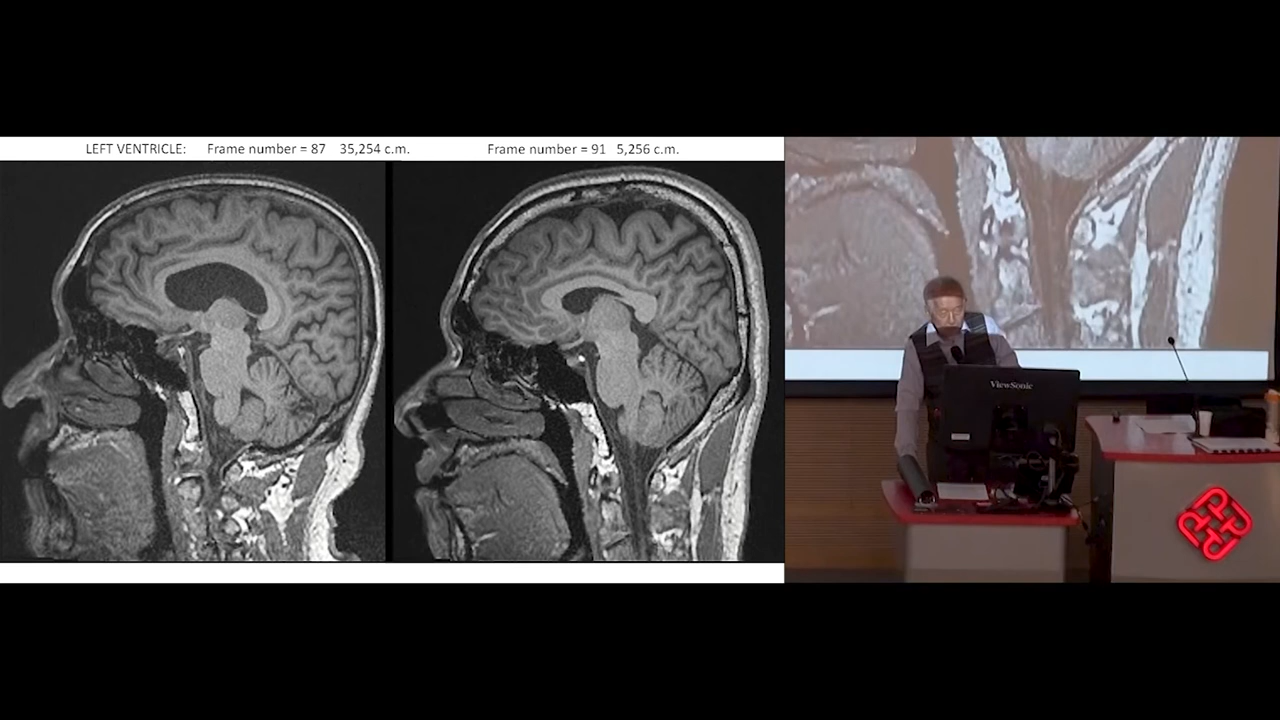 LEFT VENTRICLE: Frame number = 87 35,254 c.m. Frame number = 91 5,256 c.m.
ViewSonic